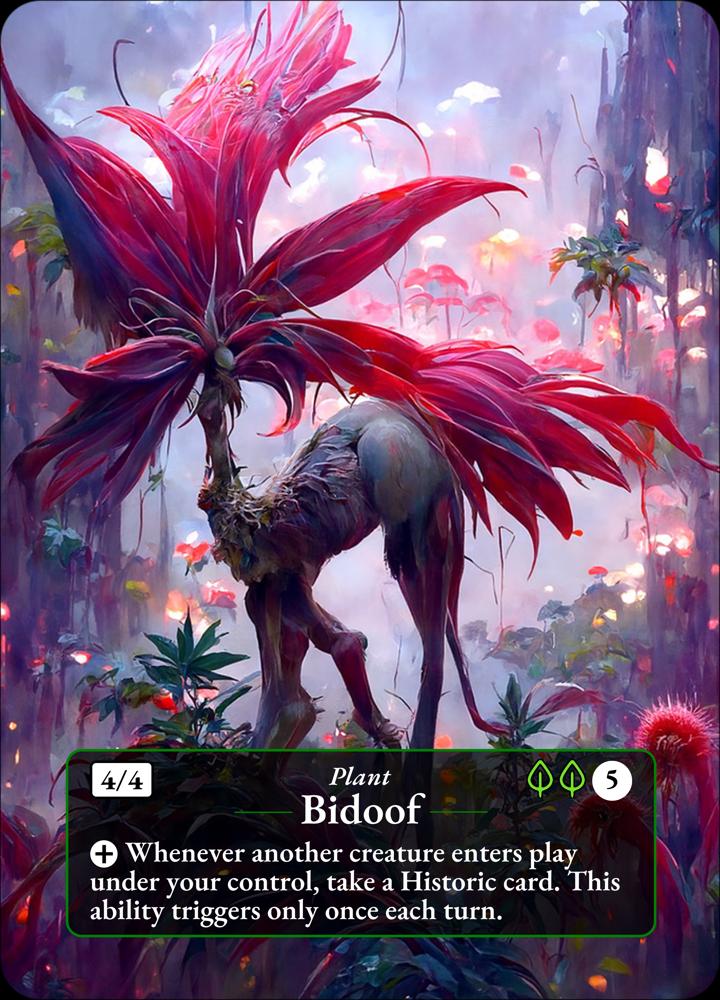 4/4
Plant
5
Bidoof
Whenever another creature enters play
under your control, take a Historic card. This
ability triggers only once each turn.